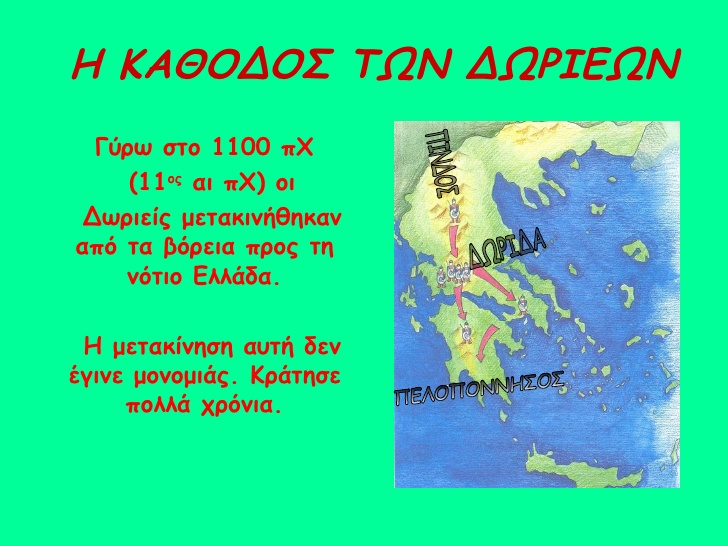 Η ΚΑΘΟΔΟΣ ΤΩΝ ΔΩΡΙΕΩΝ
Γύρω στο 1100 πΧ
(11ος αι πΧ) οι
Δωριείς μετακινήθηκαν
από τα βόρεια προς τη
νότιο Ελλάδα.
Η μετακίνηση αυτή δεν
έγινε μονομιάς. Κράτησε
πολλά χρόνια.
ΠΙΝΔΟΣ
ΔΩΡΙΔΑ
ΠΕΛΟΠΟΝΝΗΣΟΣ